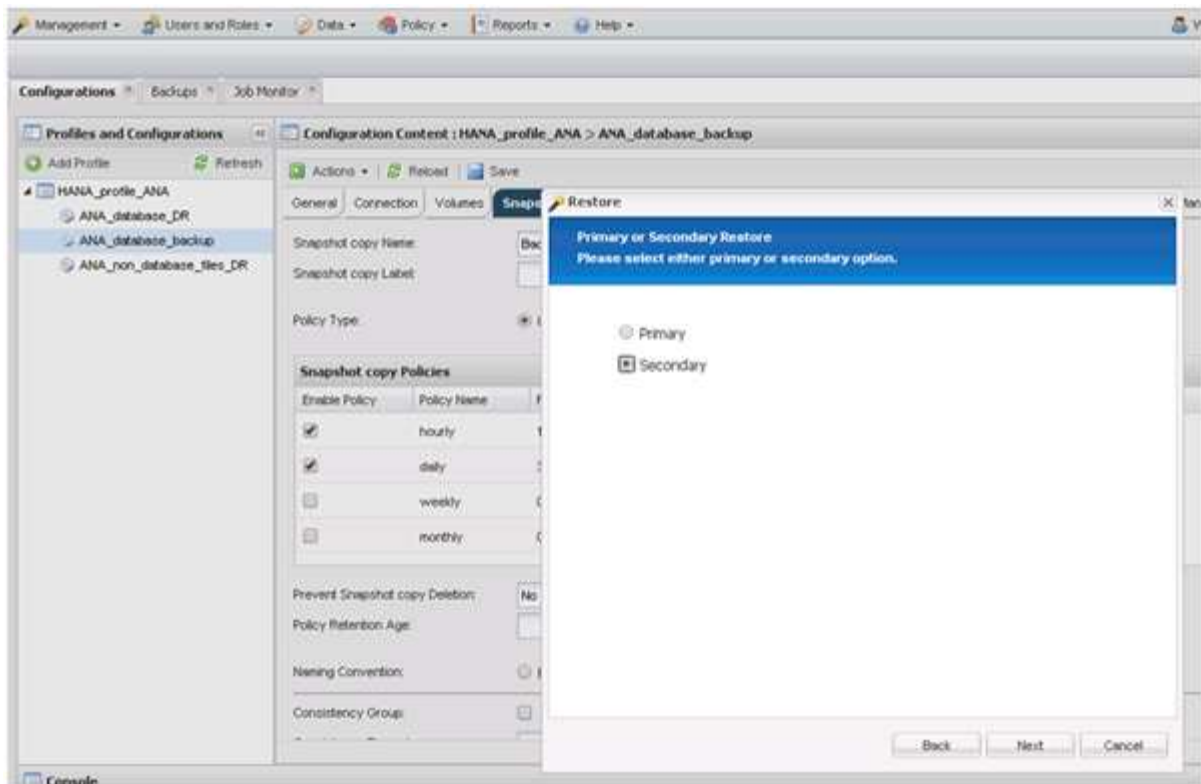 Management Users and Roles Data Policy Reports Help
Configurations Backups Job Monitor
Profiles and Configurations
Add Profile Refresh
HANA_profile_ANA
ANA_database_DR
ANA_database_backup
ANA_non_database_files_DR
Configuration Content : HANA_profile_ANA > ANA_database_backup
Actions Reload Save
General Connection Volumes Snaps
Snapshot copy Name:
Snapshot copy Label:
Policy Type:
Snapshot copy Policies
Enable Policy Policy Name
hourly
daily
weekly
monthly
Prevent Snapshot copy Deletion: No
Policy Retention Age:
Naming Convention:
Consistency Group:
Restore
Primary or Secondary Restore
Please select either primary or secondary option.
Primary
Secondary
Back Next Cancel
Console